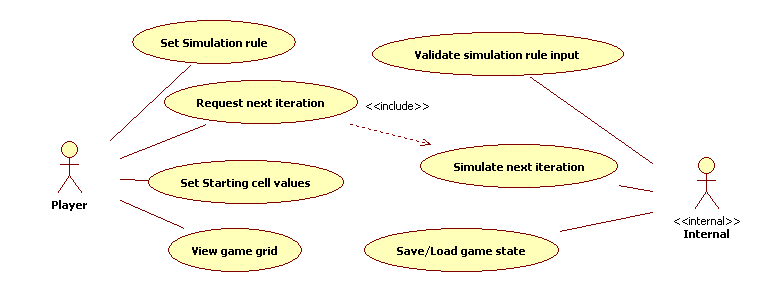 Set Simulation rule
Validate simulation rule input
Request next iteration
<<include>>
Simulate next iteration
Set Starting cell values
Player
<<internal>>
Internal
View game grid
Save/Load game state